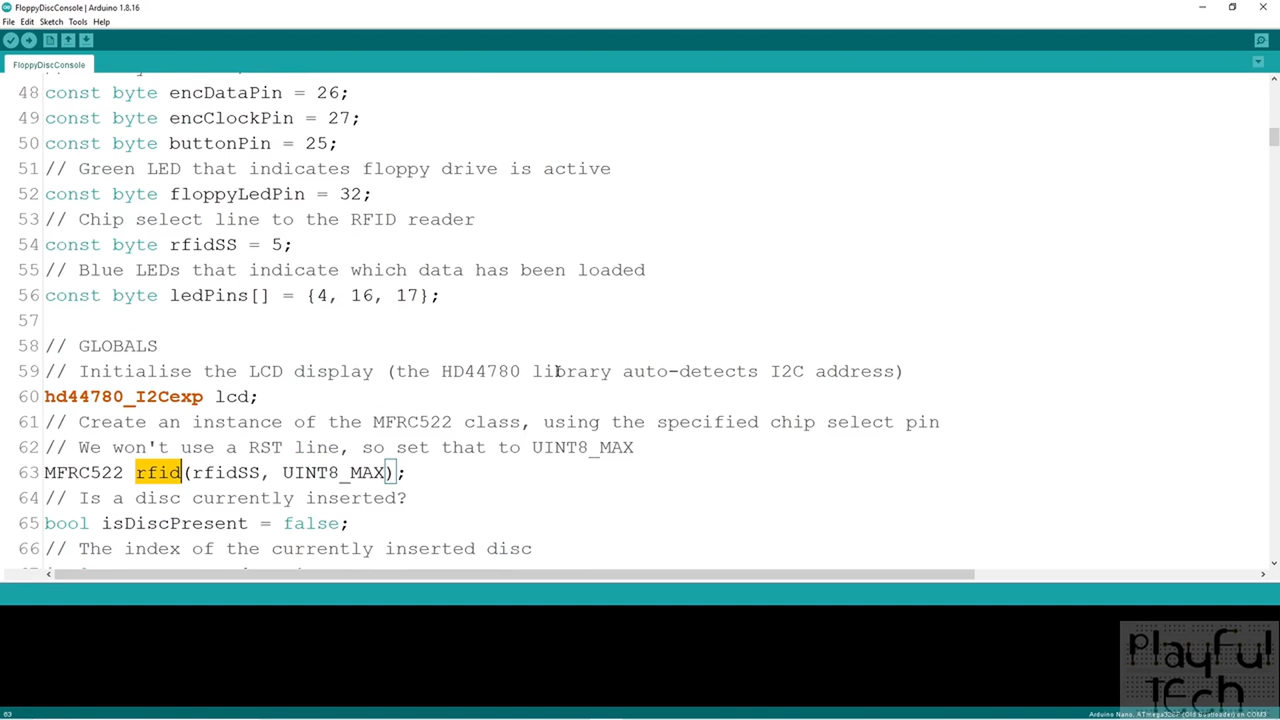 FloppyDiscConsole | Arduino 1.8.16
File Edit Sketch Tools Help
FloppyDiscConsole
48 const byte encDataPin = 26;
49 const byte encClockPin = 27;
50 const byte buttonPin = 25;
51 // Green LED that indicates floppy drive is active
52 const byte floppyLedPin = 32;
53 // Chip select line to the RFID reader
54 const byte rfidSS = 5;
55 // Blue LEDs that indicate which data has been loaded
56 const byte ledPins[] = {4, 16, 17};
57
58 // GLOBALS
59 // Initialise the LCD display (the HD44780 library auto-detects I2C address)
60 hd44780_I2Cexp lcd;
61 // Create an instance of the MFRC522 class, using the specified chip select pin
62 // We won't use a RST line, so set that to UINT8_MAX
63 MFRC522 rfid(rfidSS, UINT8_MAX);
64 // Is a disc currently inserted?
65 bool isDiscPresent = false;
66 // The index of the currently inserted disc
PlayFul
TEch
63
Arduino Nano, on COM3